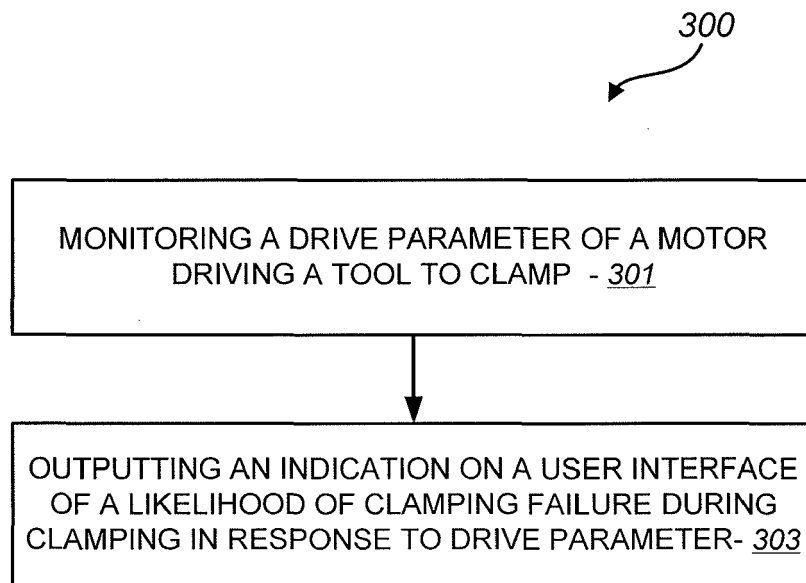 300
MONITORING A DRIVE PARAMETER OF A MOTOR
DRIVING A TOOL TO CLAMP - 301
OUTPUTTING AN INDICATION ON A USER INTERFACE
OF A LIKELIHOOD OF CLAMPING FAILURE DURING
CLAMPING IN RESPONSE TO DRIVE PARAMETER- 303